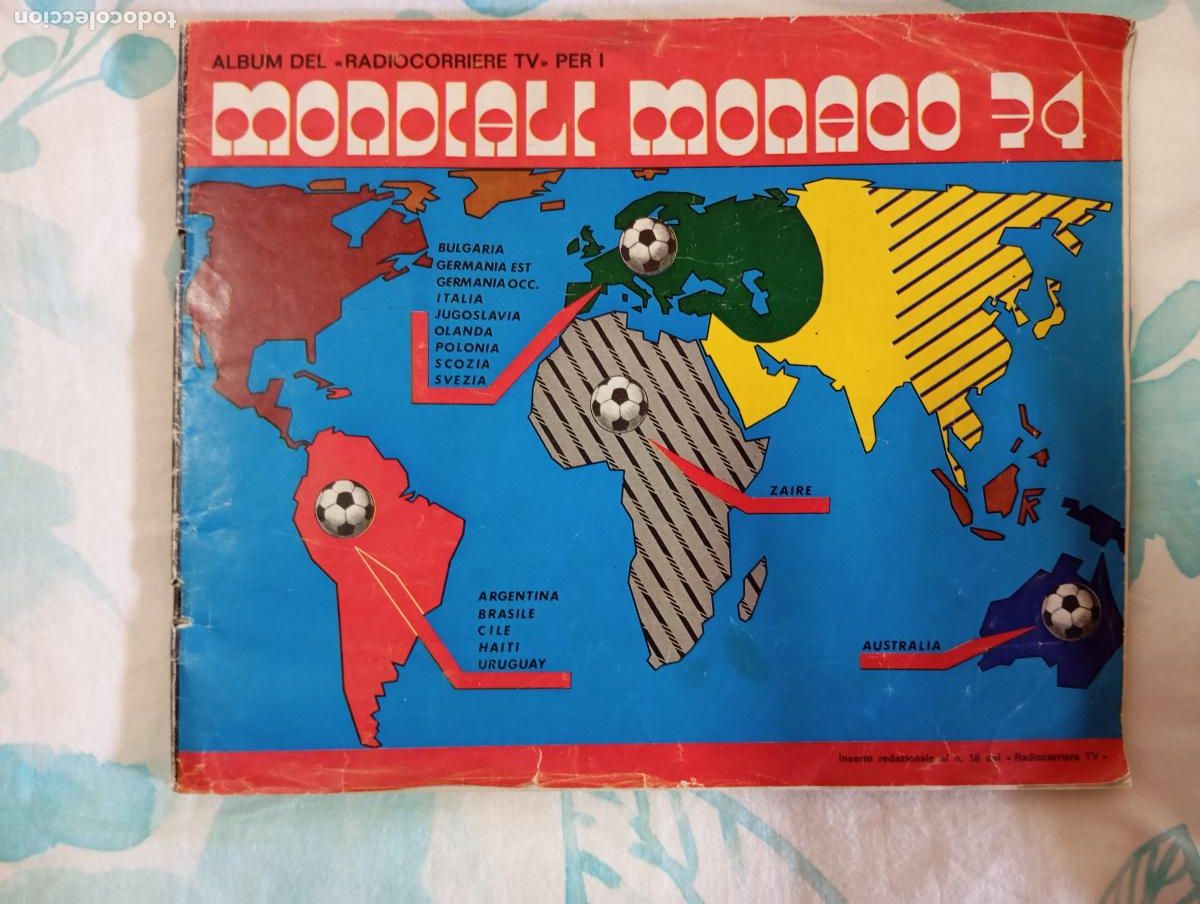 todocoleccion
ALBUM DEL «RADIOCORRIERE TV» PER I
MONDIALI MONACO 74
BULGARIA
GERMANIA EST
GERMANIA OCC.
ITALIA
JUGOSLAVIA
OLANDA
POLONIA
SCOZIA
SVEZIA
ZAIRE
ARGENTINA
BRASILE
CILE
HAITI
URUGUAY
AUSTRALIA
Inserto redazionale al n. 18 del «Radiocorriere TV»